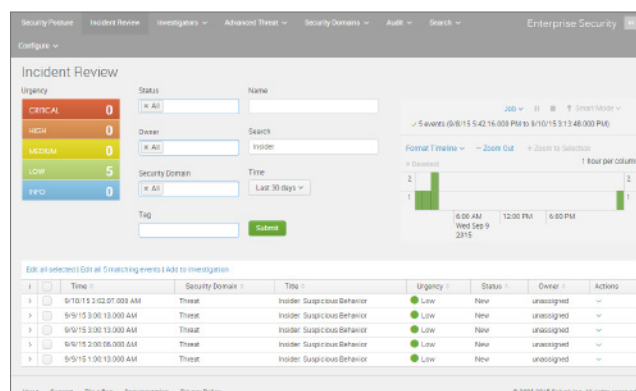 Security Posture Incident Review Investigators Advanced Threat Security Domains Audit Search Enterprise Security
Configure
Incident Review
Urgency
CRITICAL 0
HIGH 0
MEDIUM 0
LOW 5
INFO 0
Status
× All
Owner
× All
Security Domain
× All
Tag
Name
Search
Insider
Time
Last 30 days
Submit
Job Smart Mode
✓ 5 events (9/8/15 5:42:16.000 PM to 9/10/15 3:13:48.000 PM)
Format Timeline − Zoom Out + Zoom to Selection
× Deselect 1 hour per column
2 2
1 1
6:00 AM 12:00 PM 6:00 PM
Wed Sep 9
2015
Edit all selected | Edit all 5 matching events | Add to Investigation
i Time Security Domain Title Urgency Status Owner Actions
> 9/10/15 3:02:07.000 AM Threat Insider: Suspicious Behavior Low New unassigned
> 9/9/15 3:00:13.000 AM Threat Insider: Suspicious Behavior Low New unassigned
> 9/9/15 3:00:13.000 AM Threat Insider: Suspicious Behavior Low New unassigned
> 9/9/15 2:00:06.000 AM Threat Insider: Suspicious Behavior Low New unassigned
> 9/9/15 1:00:13.000 AM Threat Insider: Suspicious Behavior Low New unassigned